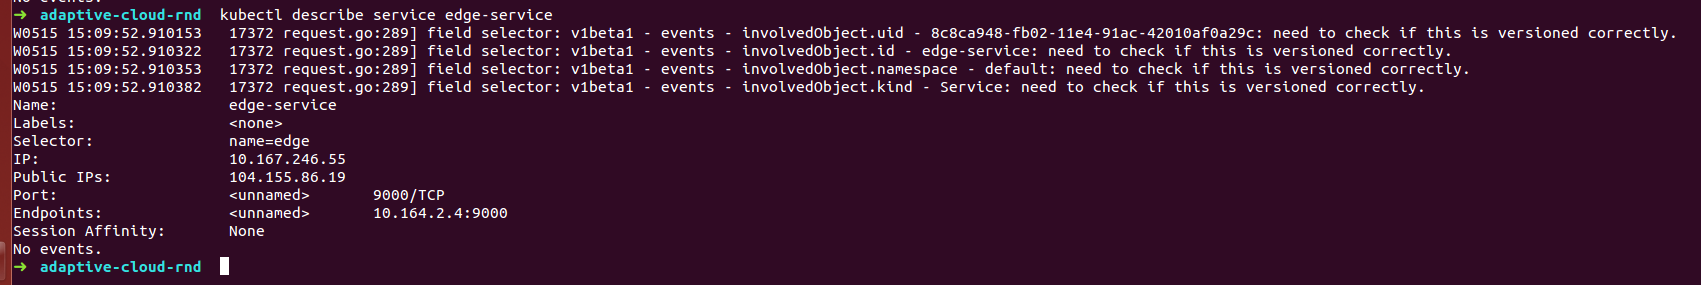 No events.
➜  adaptive-cloud-rnd  kubectl describe service edge-service
W0515 15:09:52.910153   17372 request.go:289] field selector: v1beta1 - events - involvedObject.uid - 8c8ca948-fb02-11e4-91ac-42010af0a29c: need to check if this is versioned correctly.
W0515 15:09:52.910322   17372 request.go:289] field selector: v1beta1 - events - involvedObject.id - edge-service: need to check if this is versioned correctly.
W0515 15:09:52.910353   17372 request.go:289] field selector: v1beta1 - events - involvedObject.namespace - default: need to check if this is versioned correctly.
W0515 15:09:52.910382   17372 request.go:289] field selector: v1beta1 - events - involvedObject.kind - Service: need to check if this is versioned correctly.
Name:                   edge-service
Labels:                 <none>
Selector:               name=edge
IP:                     10.167.246.55
Public IPs:             104.155.86.19
Port:                   <unnamed>       9000/TCP
Endpoints:              <unnamed>       10.164.2.4:9000
Session Affinity:       None
No events.
➜  adaptive-cloud-rnd